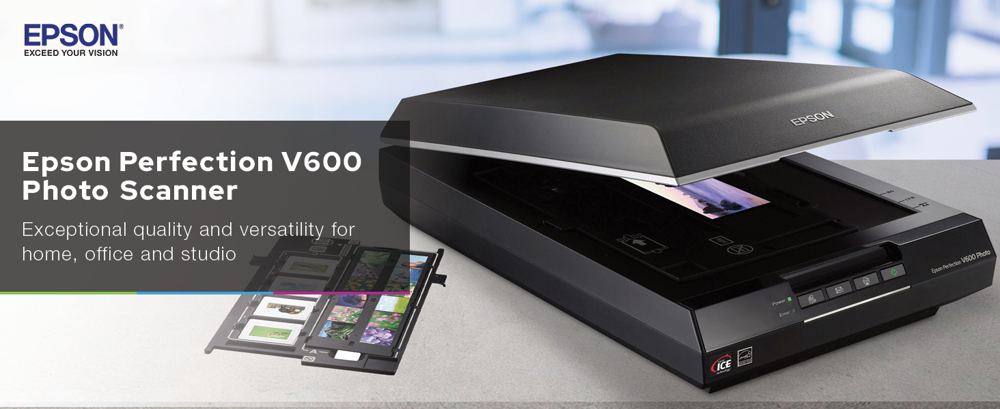 EPSON®
EXCEED YOUR VISION
EPSON
Epson Perfection V600
Photo Scanner
Exceptional quality and versatility for
home, office and studio
Epson Perfection V600 Photo
Power
Error
A
ICE